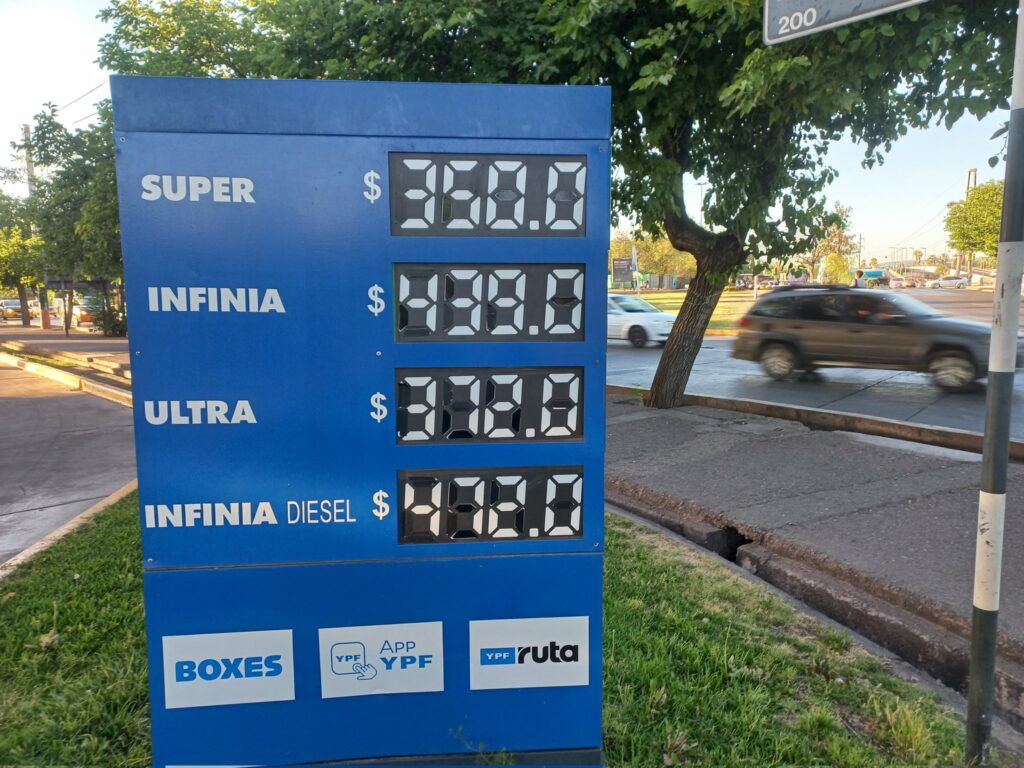 200
SUPER $ 360.0
INFINIA $
ULTRA $
INFINIA DIESEL $
BOXES
YPF APP YPF
YPF ruta